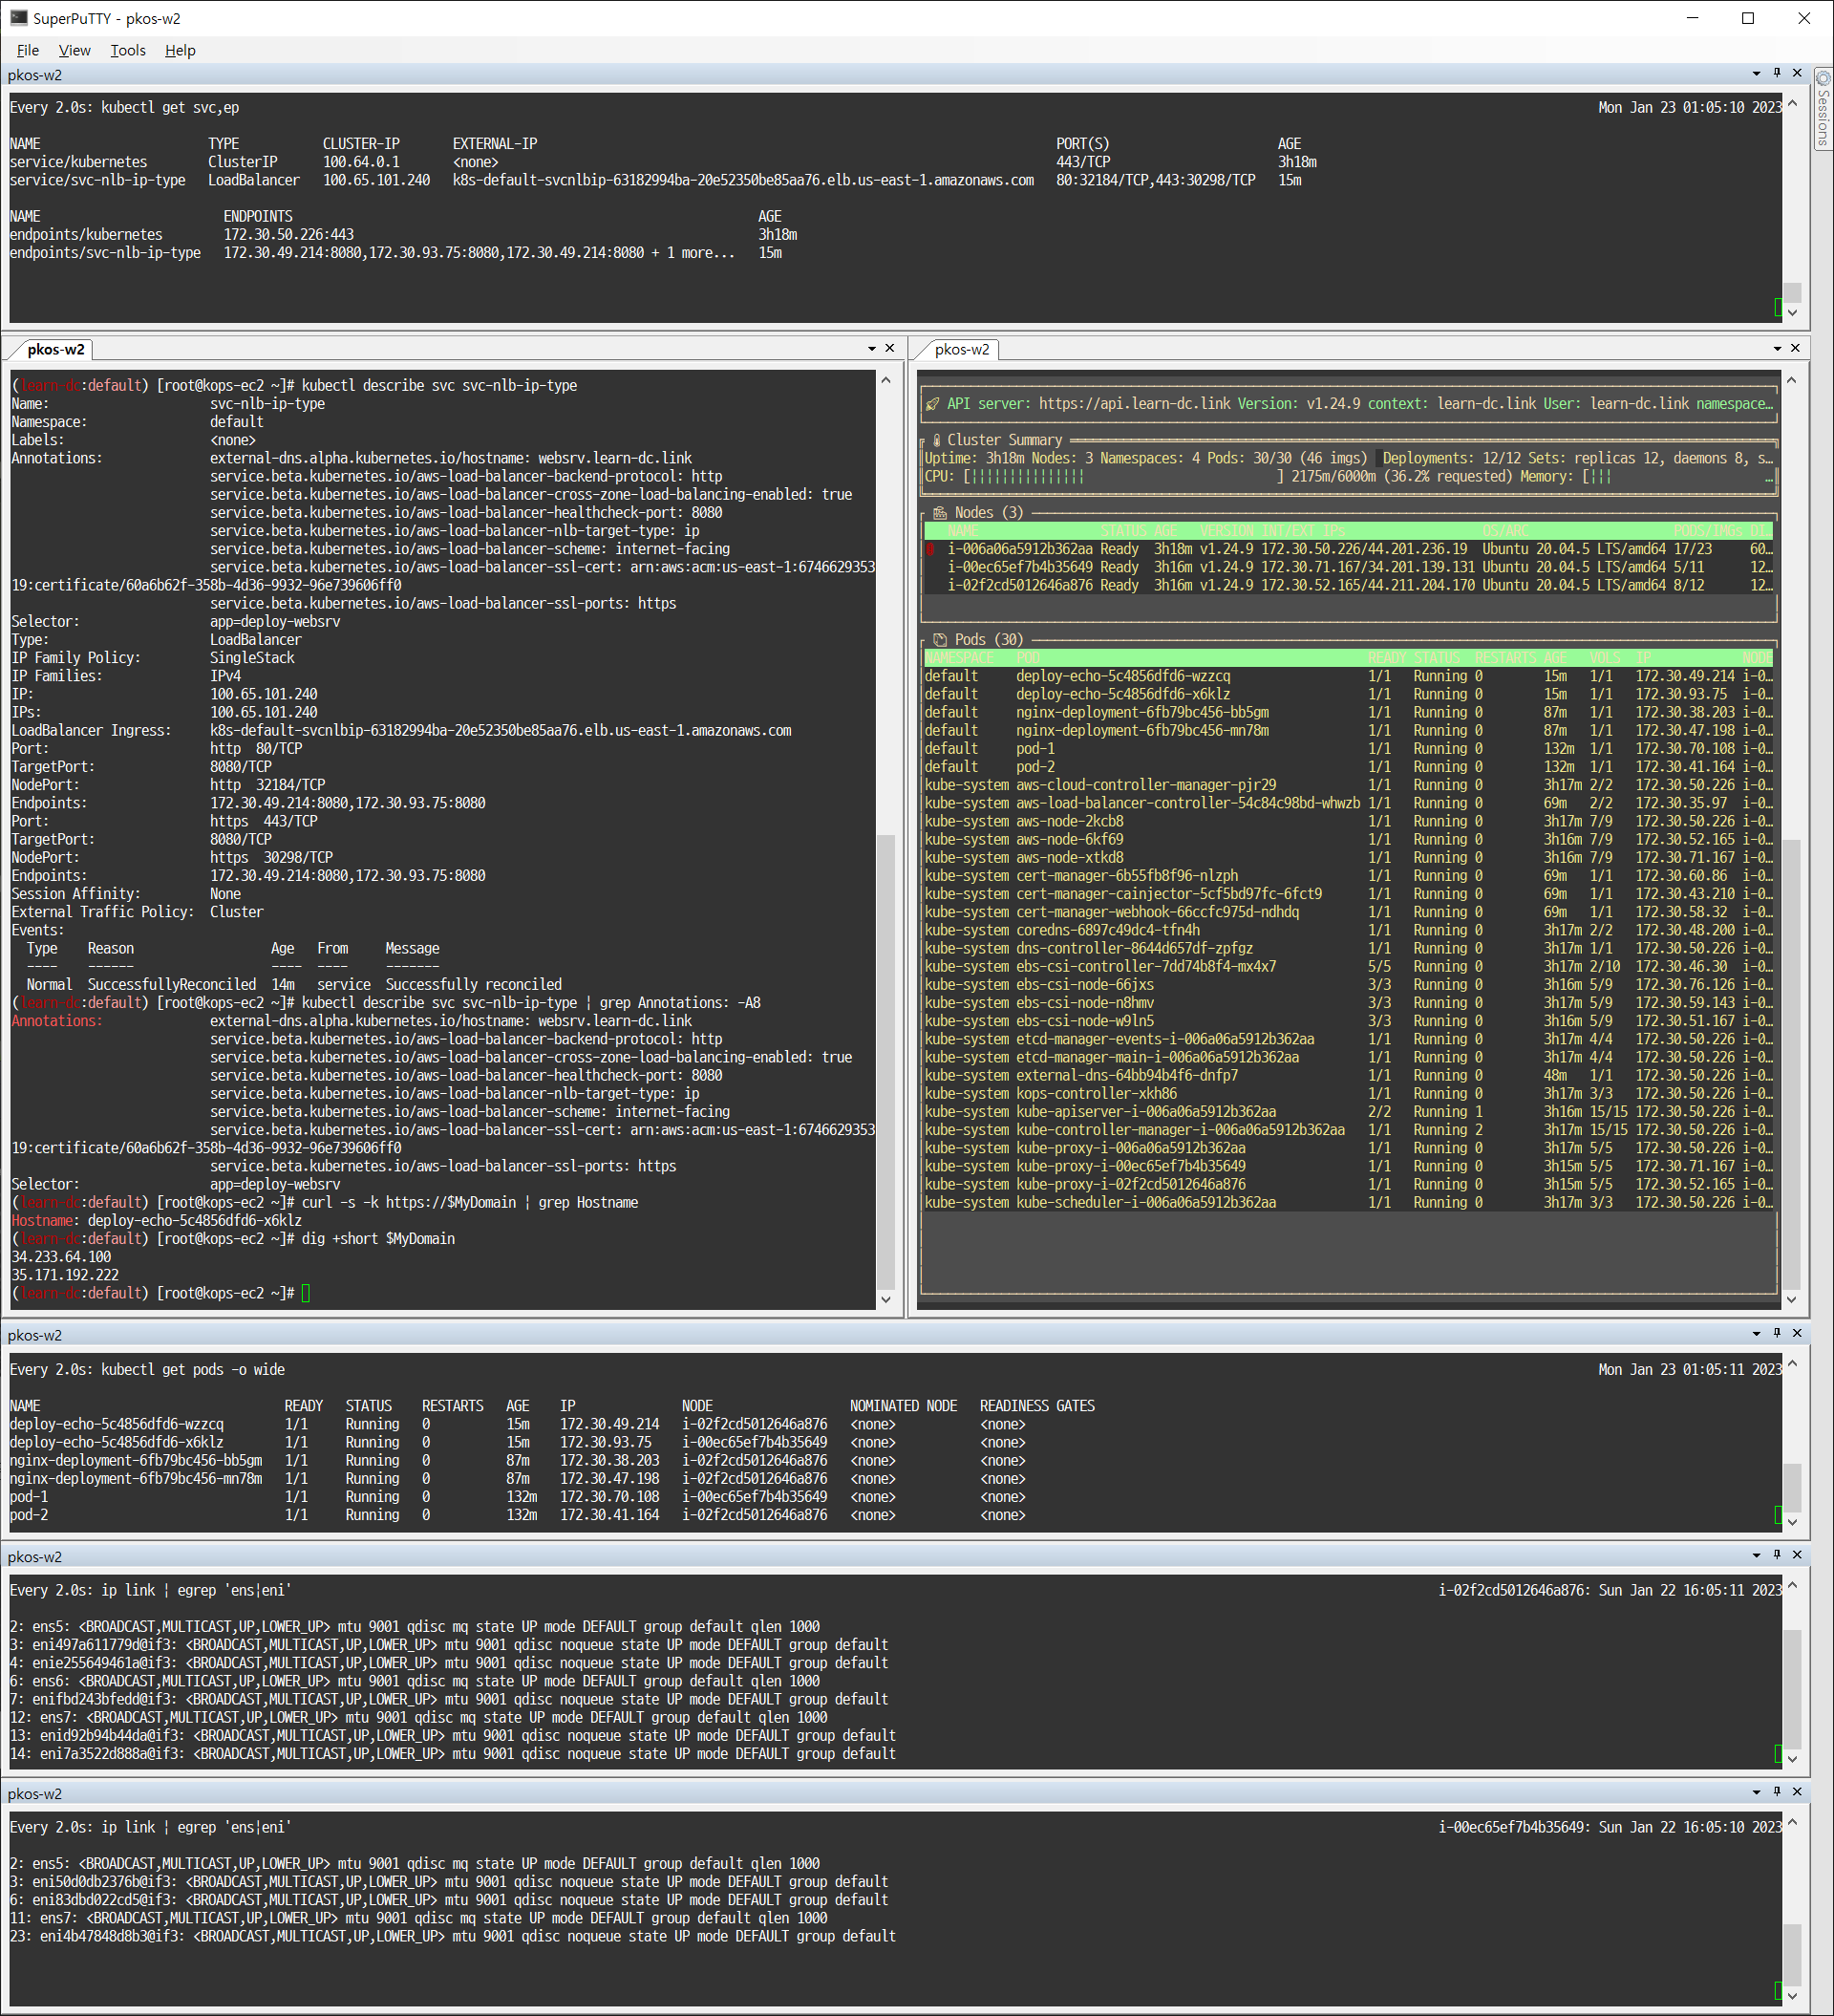 SuperPuTTY - pkos-w2
File View Tools Help
pkos-w2
Sessions
Every 2.0s: kubectl get svc,ep Mon Jan 23 01:05:10 2023
NAME TYPE CLUSTER-IP EXTERNAL-IP PORT(S) AGE
service/kubernetes ClusterIP 100.64.0.1 <none> 443/TCP 3h18m
service/svc-nlb-ip-type LoadBalancer 100.65.101.240 k8s-default-svcnlbip-63182994ba-20e52350be85aa76.elb.us-east-1.amazonaws.com 80:32184/TCP,443:30298/TCP 15m
NAME ENDPOINTS AGE
endpoints/kubernetes 172.30.50.226:443 3h18m
endpoints/svc-nlb-ip-type 172.30.49.214:8080,172.30.93.75:8080,172.30.49.214:8080 + 1 more... 15m
pkos-w2
(learn-dc:default) [root@kops-ec2 ~]# kubectl describe svc svc-nlb-ip-type
Name: svc-nlb-ip-type
Namespace: default
Labels: <none>
Annotations: external-dns.alpha.kubernetes.io/hostname: websrv.learn-dc.link
service.beta.kubernetes.io/aws-load-balancer-backend-protocol: http
service.beta.kubernetes.io/aws-load-balancer-cross-zone-load-balancing-enabled: true
service.beta.kubernetes.io/aws-load-balancer-healthcheck-port: 8080
service.beta.kubernetes.io/aws-load-balancer-nlb-target-type: ip
service.beta.kubernetes.io/aws-load-balancer-scheme: internet-facing
service.beta.kubernetes.io/aws-load-balancer-ssl-cert: arn:aws:acm:us-east-1:6746629353
19:certificate/60a6b62f-358b-4d36-9932-96e739606ff0
service.beta.kubernetes.io/aws-load-balancer-ssl-ports: https
Selector: app=deploy-websrv
Type: LoadBalancer
IP Family Policy: SingleStack
IP Families: IPv4
IP: 100.65.101.240
IPs: 100.65.101.240
LoadBalancer Ingress: k8s-default-svcnlbip-63182994ba-20e52350be85aa76.elb.us-east-1.amazonaws.com
Port: http 80/TCP
TargetPort: 8080/TCP
NodePort: http 32184/TCP
Endpoints: 172.30.49.214:8080,172.30.93.75:8080
Port: https 443/TCP
TargetPort: 8080/TCP
NodePort: https 30298/TCP
Endpoints: 172.30.49.214:8080,172.30.93.75:8080
Session Affinity: None
External Traffic Policy: Cluster
Events:
Type Reason Age From Message
---- ------ ---- ---- -------
Normal SuccessfullyReconciled 14m service Successfully reconciled
(learn-dc:default) [root@kops-ec2 ~]# kubectl describe svc svc-nlb-ip-type | grep Annotations: -A8
Annotations: external-dns.alpha.kubernetes.io/hostname: websrv.learn-dc.link
service.beta.kubernetes.io/aws-load-balancer-backend-protocol: http
service.beta.kubernetes.io/aws-load-balancer-cross-zone-load-balancing-enabled: true
service.beta.kubernetes.io/aws-load-balancer-healthcheck-port: 8080
service.beta.kubernetes.io/aws-load-balancer-nlb-target-type: ip
service.beta.kubernetes.io/aws-load-balancer-scheme: internet-facing
service.beta.kubernetes.io/aws-load-balancer-ssl-cert: arn:aws:acm:us-east-1:6746629353
19:certificate/60a6b62f-358b-4d36-9932-96e739606ff0
service.beta.kubernetes.io/aws-load-balancer-ssl-ports: https
Selector: app=deploy-websrv
(learn-dc:default) [root@kops-ec2 ~]# curl -s -k https://$MyDomain | grep Hostname
Hostname: deploy-echo-5c4856dfd6-x6klz
(learn-dc:default) [root@kops-ec2 ~]# dig +short $MyDomain
34.233.64.100
35.171.192.222
(learn-dc:default) [root@kops-ec2 ~]#
pkos-w2
API server: https://api.learn-dc.link Version: v1.24.9 context: learn-dc.link User: learn-dc.link namespace…
Cluster Summary
Uptime: 3h18m Nodes: 3 Namespaces: 4 Pods: 30/30 (46 imgs) Deployments: 12/12 Sets: replicas 12, daemons 8, s…
CPU: [||||||||||||||| ] 2175m/6000m (36.2% requested) Memory: [||| …
Nodes (3)
NAME STATUS AGE VERSION INT/EXT IPs OS/ARC PODS/IMGs DI…
i-006a06a5912b362aa Ready 3h18m v1.24.9 172.30.50.226/44.201.236.19 Ubuntu 20.04.5 LTS/amd64 17/23 60…
i-00ec65ef7b4b35649 Ready 3h16m v1.24.9 172.30.71.167/34.201.139.131 Ubuntu 20.04.5 LTS/amd64 5/11 12…
i-02f2cd5012646a876 Ready 3h16m v1.24.9 172.30.52.165/44.211.204.170 Ubuntu 20.04.5 LTS/amd64 8/12 12…
Pods (30)
NAMESPACE POD READY STATUS RESTARTS AGE VOLS IP NODE
default deploy-echo-5c4856dfd6-wzzcq 1/1 Running 0 15m 1/1 172.30.49.214 i-0…
default deploy-echo-5c4856dfd6-x6klz 1/1 Running 0 15m 1/1 172.30.93.75 i-0…
default nginx-deployment-6fb79bc456-bb5gm 1/1 Running 0 87m 1/1 172.30.38.203 i-0…
default nginx-deployment-6fb79bc456-mn78m 1/1 Running 0 87m 1/1 172.30.47.198 i-0…
default pod-1 1/1 Running 0 132m 1/1 172.30.70.108 i-0…
default pod-2 1/1 Running 0 132m 1/1 172.30.41.164 i-0…
kube-system aws-cloud-controller-manager-pjr29 1/1 Running 0 3h17m 2/2 172.30.50.226 i-0…
kube-system aws-load-balancer-controller-54c84c98bd-whwzb 1/1 Running 0 69m 2/2 172.30.35.97 i-0…
kube-system aws-node-2kcb8 1/1 Running 0 3h17m 7/9 172.30.50.226 i-0…
kube-system aws-node-6kf69 1/1 Running 0 3h16m 7/9 172.30.52.165 i-0…
kube-system aws-node-xtkd8 1/1 Running 0 3h16m 7/9 172.30.71.167 i-0…
kube-system cert-manager-6b55fb8f96-nlzph 1/1 Running 0 69m 1/1 172.30.60.86 i-0…
kube-system cert-manager-cainjector-5cf5bd97fc-6fct9 1/1 Running 0 69m 1/1 172.30.43.210 i-0…
kube-system cert-manager-webhook-66ccfc975d-ndhdq 1/1 Running 0 69m 1/1 172.30.58.32 i-0…
kube-system coredns-6897c49dc4-tfn4h 1/1 Running 0 3h17m 2/2 172.30.48.200 i-0…
kube-system dns-controller-8644d657df-zpfgz 1/1 Running 0 3h17m 1/1 172.30.50.226 i-0…
kube-system ebs-csi-controller-7dd74b8f4-mx4x7 5/5 Running 0 3h17m 2/10 172.30.46.30 i-0…
kube-system ebs-csi-node-66jxs 3/3 Running 0 3h16m 5/9 172.30.76.126 i-0…
kube-system ebs-csi-node-n8hmv 3/3 Running 0 3h17m 5/9 172.30.59.143 i-0…
kube-system ebs-csi-node-w9ln5 3/3 Running 0 3h16m 5/9 172.30.51.167 i-0…
kube-system etcd-manager-events-i-006a06a5912b362aa 1/1 Running 0 3h17m 4/4 172.30.50.226 i-0…
kube-system etcd-manager-main-i-006a06a5912b362aa 1/1 Running 0 3h17m 4/4 172.30.50.226 i-0…
kube-system external-dns-64bb94b4f6-dnfp7 1/1 Running 0 48m 1/1 172.30.50.226 i-0…
kube-system kops-controller-xkh86 1/1 Running 0 3h17m 3/3 172.30.50.226 i-0…
kube-system kube-apiserver-i-006a06a5912b362aa 2/2 Running 1 3h16m 15/15 172.30.50.226 i-0…
kube-system kube-controller-manager-i-006a06a5912b362aa 1/1 Running 2 3h17m 15/15 172.30.50.226 i-0…
kube-system kube-proxy-i-006a06a5912b362aa 1/1 Running 0 3h17m 5/5 172.30.50.226 i-0…
kube-system kube-proxy-i-00ec65ef7b4b35649 1/1 Running 0 3h15m 5/5 172.30.71.167 i-0…
kube-system kube-proxy-i-02f2cd5012646a876 1/1 Running 0 3h15m 5/5 172.30.52.165 i-0…
kube-system kube-scheduler-i-006a06a5912b362aa 1/1 Running 0 3h17m 3/3 172.30.50.226 i-0…
pkos-w2
Every 2.0s: kubectl get pods -o wide Mon Jan 23 01:05:11 2023
NAME READY STATUS RESTARTS AGE IP NODE NOMINATED NODE READINESS GATES
deploy-echo-5c4856dfd6-wzzcq 1/1 Running 0 15m 172.30.49.214 i-02f2cd5012646a876 <none> <none>
deploy-echo-5c4856dfd6-x6klz 1/1 Running 0 15m 172.30.93.75 i-00ec65ef7b4b35649 <none> <none>
nginx-deployment-6fb79bc456-bb5gm 1/1 Running 0 87m 172.30.38.203 i-02f2cd5012646a876 <none> <none>
nginx-deployment-6fb79bc456-mn78m 1/1 Running 0 87m 172.30.47.198 i-02f2cd5012646a876 <none> <none>
pod-1 1/1 Running 0 132m 172.30.70.108 i-00ec65ef7b4b35649 <none> <none>
pod-2 1/1 Running 0 132m 172.30.41.164 i-02f2cd5012646a876 <none> <none>
pkos-w2
Every 2.0s: ip link | egrep 'ens|eni' i-02f2cd5012646a876: Sun Jan 22 16:05:11 2023
2: ens5: <BROADCAST,MULTICAST,UP,LOWER_UP> mtu 9001 qdisc mq state UP mode DEFAULT group default qlen 1000
3: eni497a611779d@if3: <BROADCAST,MULTICAST,UP,LOWER_UP> mtu 9001 qdisc noqueue state UP mode DEFAULT group default
4: enie255649461a@if3: <BROADCAST,MULTICAST,UP,LOWER_UP> mtu 9001 qdisc noqueue state UP mode DEFAULT group default
6: ens6: <BROADCAST,MULTICAST,UP,LOWER_UP> mtu 9001 qdisc mq state UP mode DEFAULT group default qlen 1000
7: enifbd243bfedd@if3: <BROADCAST,MULTICAST,UP,LOWER_UP> mtu 9001 qdisc noqueue state UP mode DEFAULT group default
12: ens7: <BROADCAST,MULTICAST,UP,LOWER_UP> mtu 9001 qdisc mq state UP mode DEFAULT group default qlen 1000
13: enid92b94b44da@if3: <BROADCAST,MULTICAST,UP,LOWER_UP> mtu 9001 qdisc noqueue state UP mode DEFAULT group default
14: eni7a3522d888a@if3: <BROADCAST,MULTICAST,UP,LOWER_UP> mtu 9001 qdisc noqueue state UP mode DEFAULT group default
pkos-w2
Every 2.0s: ip link | egrep 'ens|eni' i-00ec65ef7b4b35649: Sun Jan 22 16:05:10 2023
2: ens5: <BROADCAST,MULTICAST,UP,LOWER_UP> mtu 9001 qdisc mq state UP mode DEFAULT group default qlen 1000
3: eni50d0db2376b@if3: <BROADCAST,MULTICAST,UP,LOWER_UP> mtu 9001 qdisc noqueue state UP mode DEFAULT group default
6: eni83dbd022cd5@if3: <BROADCAST,MULTICAST,UP,LOWER_UP> mtu 9001 qdisc noqueue state UP mode DEFAULT group default
11: ens7: <BROADCAST,MULTICAST,UP,LOWER_UP> mtu 9001 qdisc mq state UP mode DEFAULT group default qlen 1000
23: eni4b47848d8b3@if3: <BROADCAST,MULTICAST,UP,LOWER_UP> mtu 9001 qdisc noqueue state UP mode DEFAULT group default